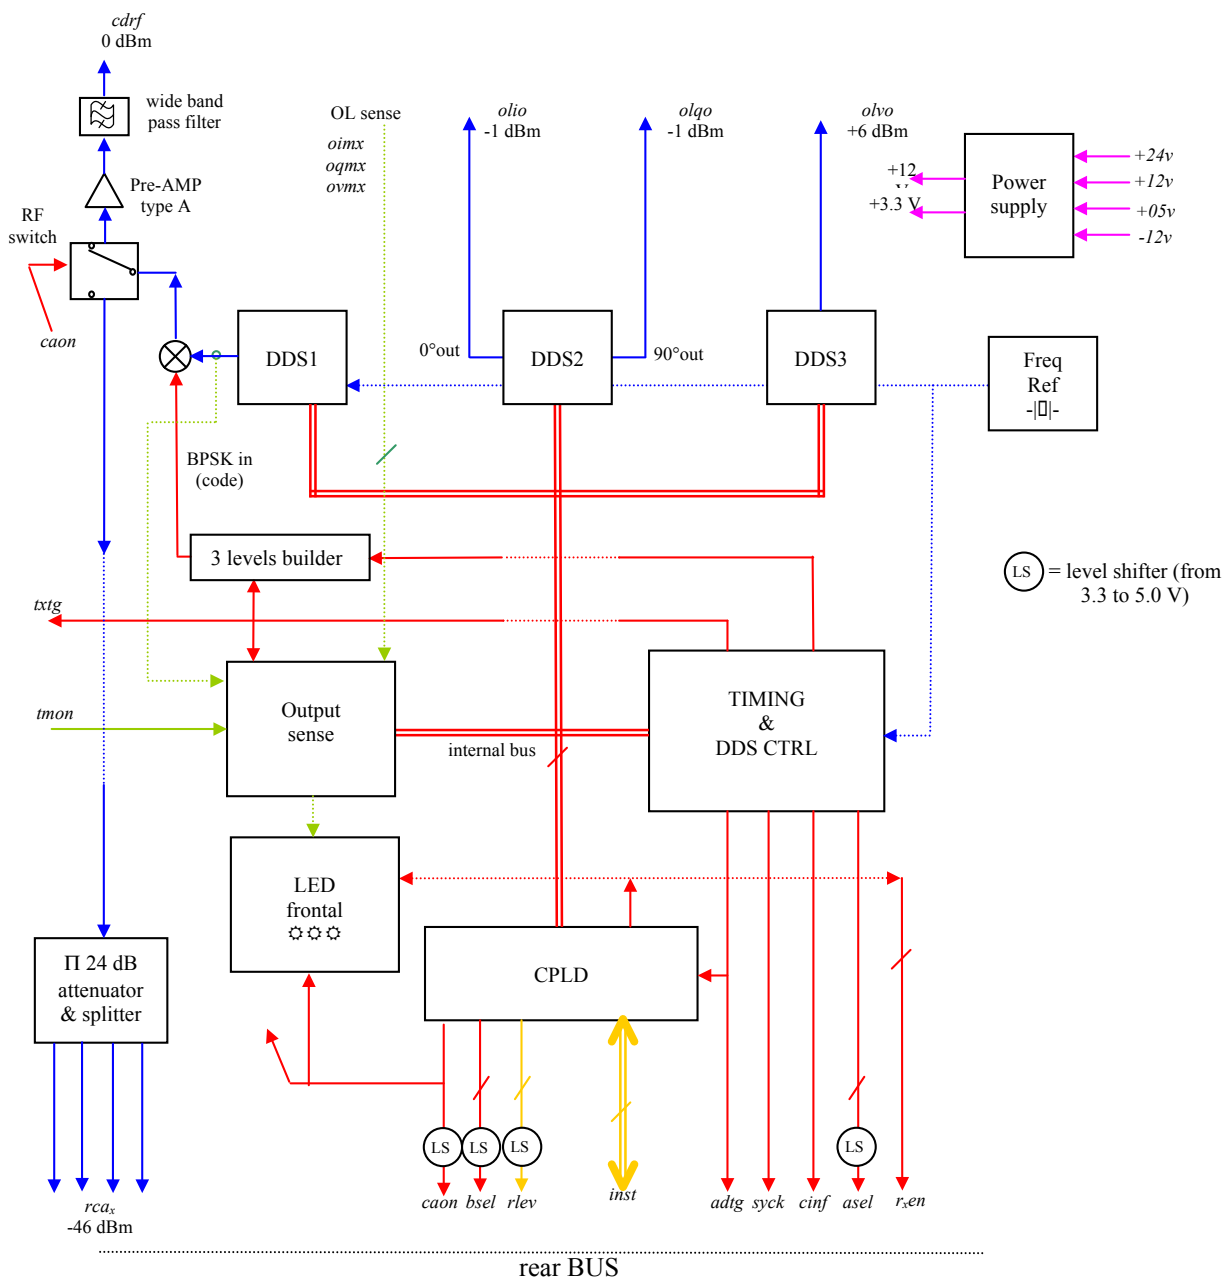 cdrf
0 dBm
wide band
pass filter
OL sense
oimx
oqmx
ovmx
olio
-1 dBm
olqo
-1 dBm
olvo
+6 dBm
+24v
+12v
+05v
-12v
Power
supply
+12
V
+3.3 V
Pre-AMP
type A
RF
switch
caon
DDS1
0°out
DDS2
90°out
DDS3
Freq
Ref
-|▯|-
BPSK in
(code)
3 levels builder
LS
= level shifter (from
3.3 to 5.0 V)
txtg
tmon
Output
sense
internal bus
TIMING
&
DDS CTRL
LED
frontal
CPLD
Π 24 dB
attenuator
& splitter
LS
LS
LS
LS
rcaₓ
-46 dBm
caon
bsel
rlev
inst
adtg
syck
cinf
asel
rₓen
rear BUS